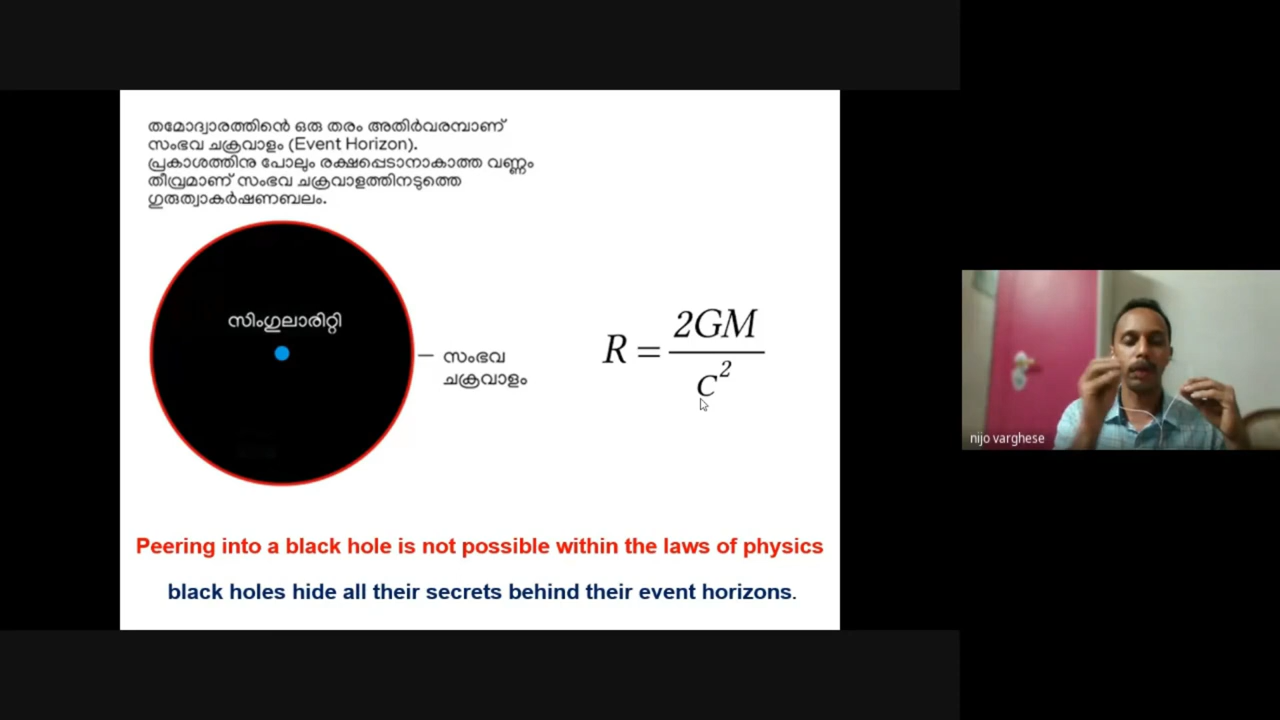 തമോദ്വാരത്തിൻ്റെ ഒരു തരം അതിർവരമ്പാണ്
സംഭവ ചക്രവാളം (Event Horizon).
പ്രകാശത്തിനു പോലും രക്ഷപ്പെടാനാകാത്ത വണ്ണം
തീവ്രമാണ് സംഭവ ചക്രവാളത്തിനടുത്തെ
ഗുരുത്വാകർഷണബലം.
സിംഗുലാരിറ്റി
സംഭവ
ചക്രവാളം
R = 2GM / C²
Peering into a black hole is not possible within the laws of physics
black holes hide all their secrets behind their event horizons.
nijo varghese